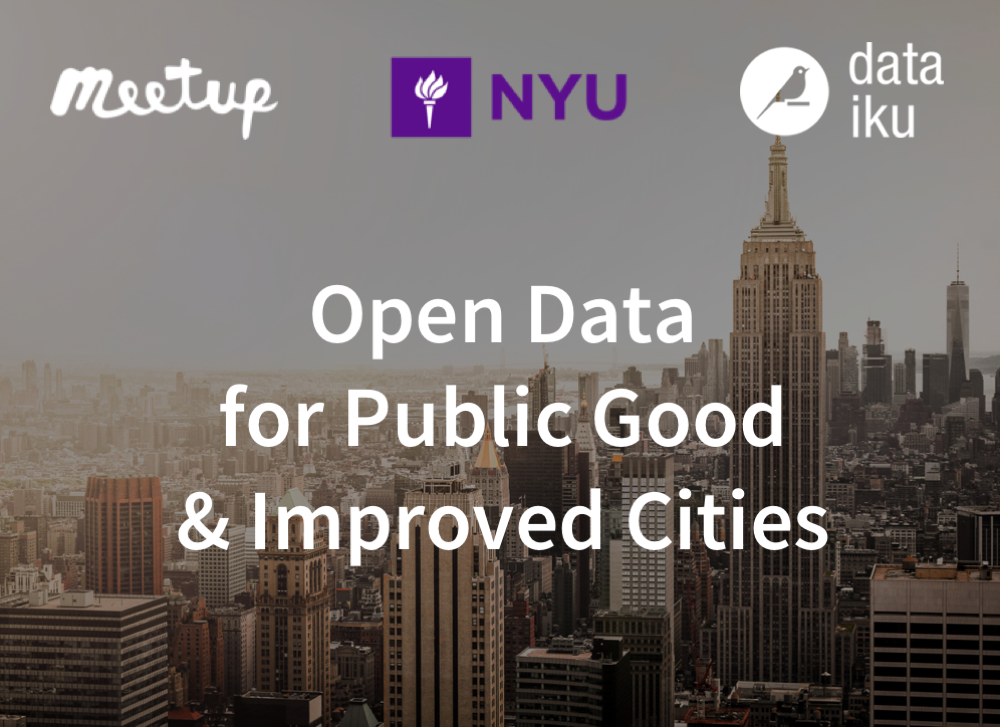 meetup
NYU
data
iku
Open Data
for Public Good
& Improved Cities